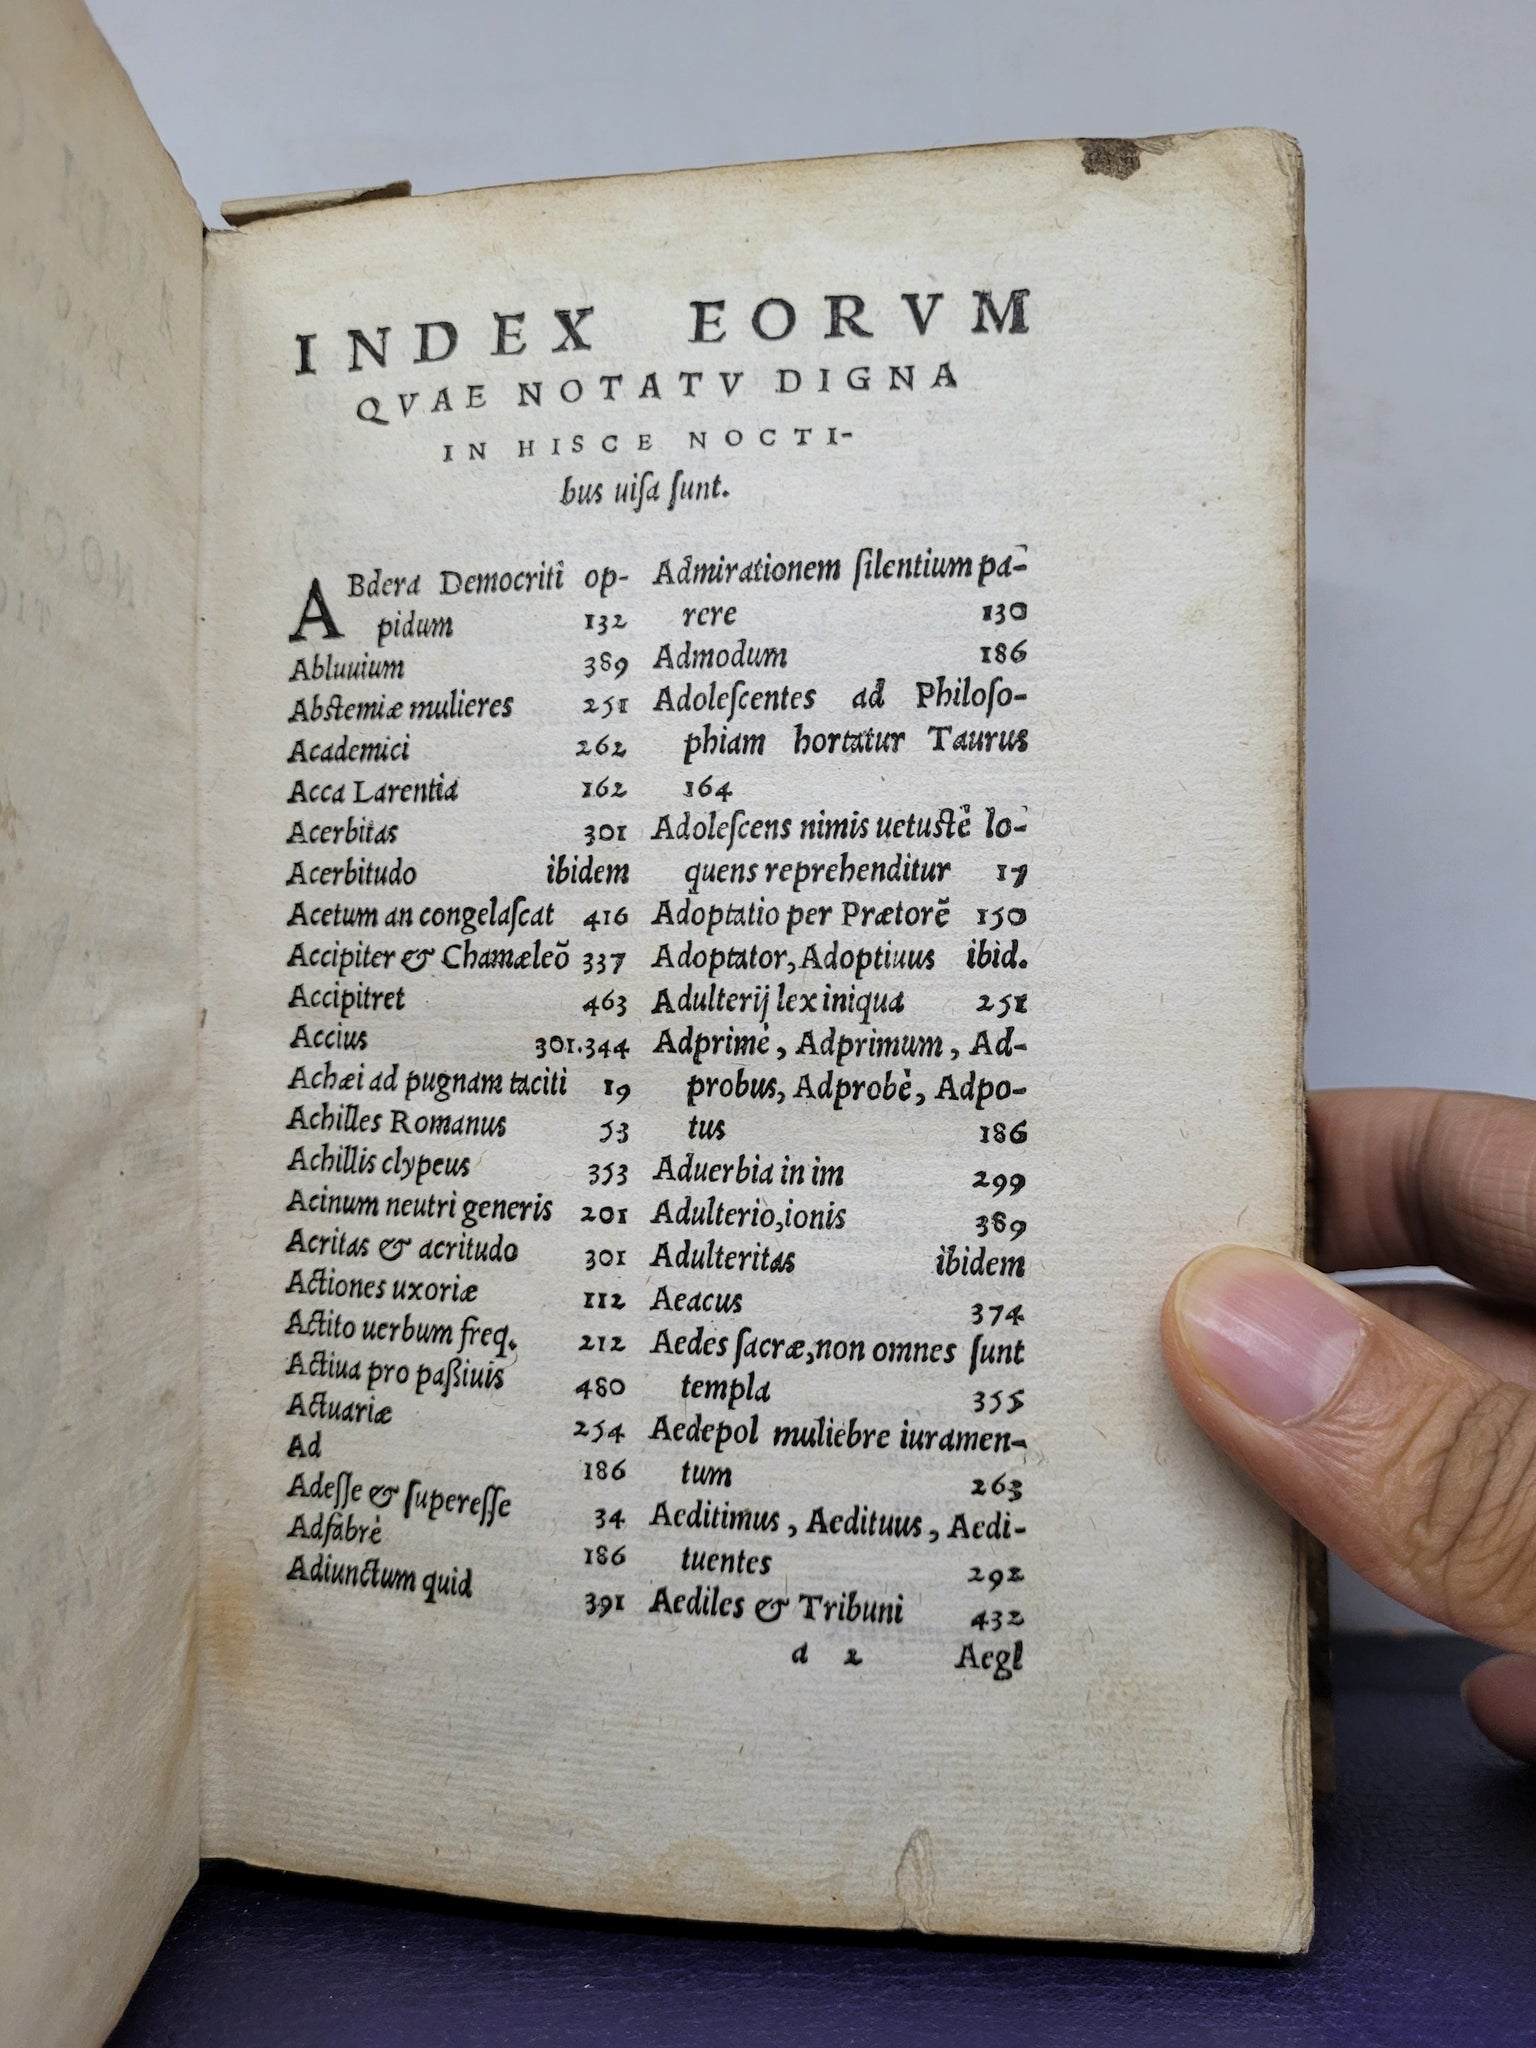 INDEX EORVM
QVAE NOTATV DIGNA
IN HISCE NOCTI-
bus uiſa ſunt.
ABdera Democriti op-
pidum 132
Abluuium 389
Abſtemiæ mulieres 251
Academici 262
Acca Larentia 162
Acerbitas 301
Acerbitudo ibidem
Acetum an congelaſcat 416
Accipiter & Chamæleõ 337
Accipitret 463
Accius 301.344
Achæi ad pugnam taciti 19
Achilles Romanus 53
Achillis clypeus 353
Acinum neutri generis 201
Acritas & acritudo 301
Actiones uxoriæ 112
Actito uerbum freq. 212
Actiua pro paßiuis 480
Actuariæ 254
Ad 186
Adeſſe & ſupereſſe 34
Adfabrè 186
Adiunctum quid 391
Admirationem ſilentium pa-
rere 130
Admodum 186
Adoleſcentes ad Philoſo-
phiam hortatur Taurus
164
Adoleſcens nimis uetuſtè lo-
quens reprehenditur 17
Adoptatio per Prætorẽ 150
Adoptator, Adoptiuus ibid.
Adulterij lex iniqua 251
Adprimè, Adprimum, Ad-
probus, Adprobè, Adpo-
tus 186
Aduerbia in im 299
Adulterio,ionis 389
Adulteritas ibidem
Aeacus 374
Aedes ſacræ,non omnes ſunt
templa 355
Aedepol muliebre iuramen-
tum 263
Aeditimus, Aedituus, Aedi-
tuentes 292
Aediles & Tribuni 432
a 2 Aegl